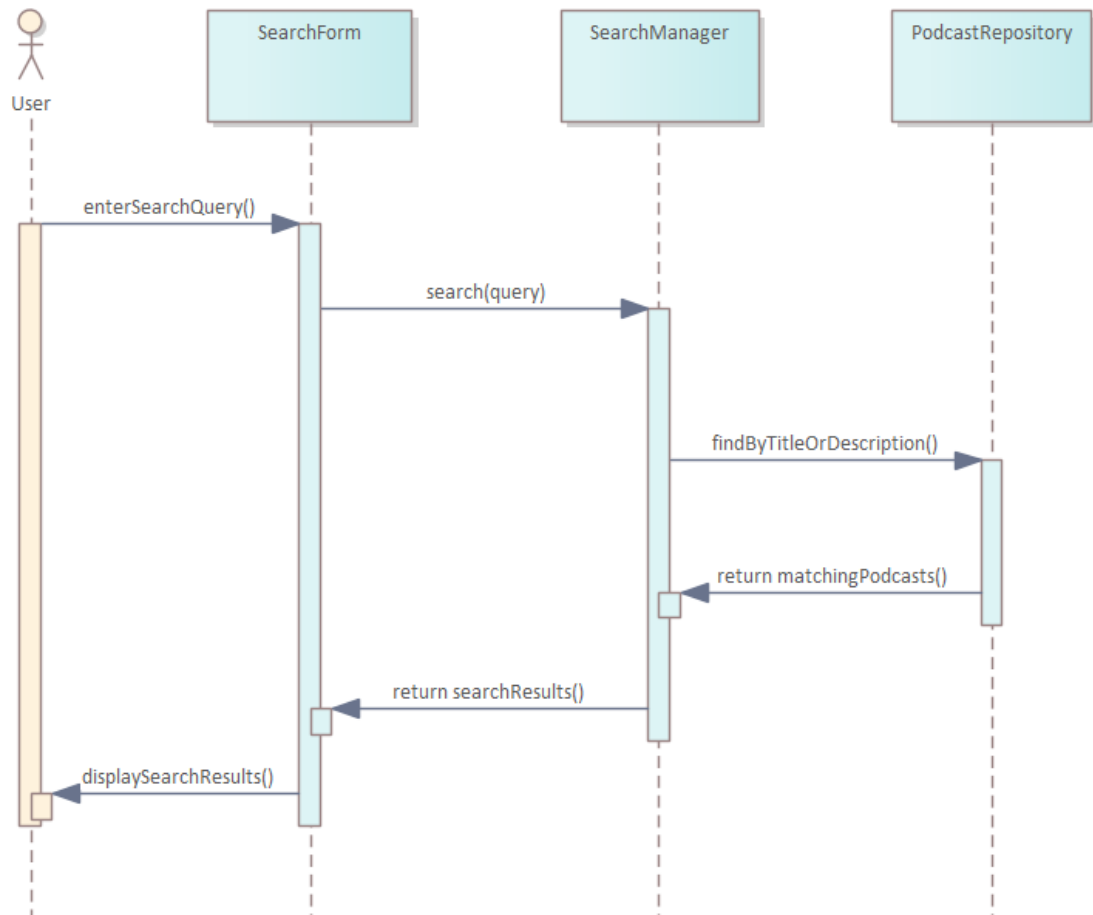 SearchForm
SearchManager
PodcastRepository
User
enterSearchQuery()
search(query)
findByTitleOrDescription()
return matchingPodcasts()
return searchResults()
displaySearchResults()